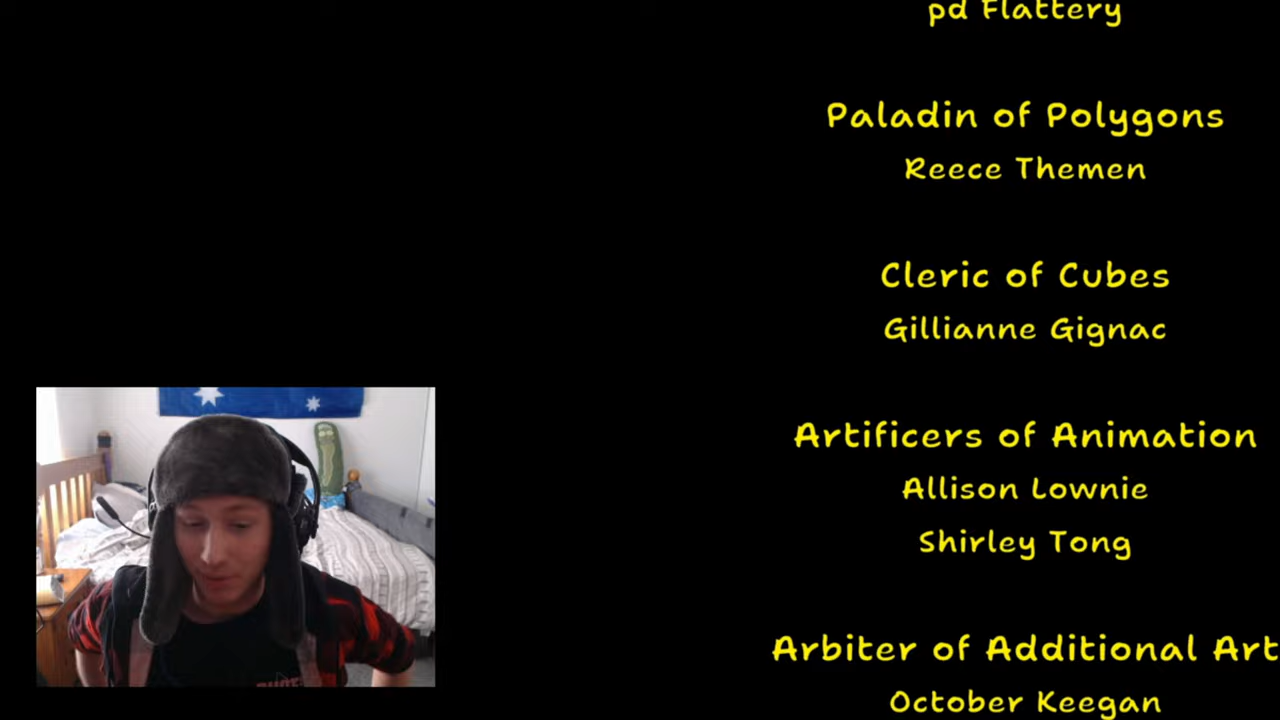 pd Flattery
Paladin of Polygons
Reece Themen
Cleric of Cubes
Gillianne Gignac
Artificers of Animation
Allison Lownie
Shirley Tong
Arbiter of Additional Art
October Keegan